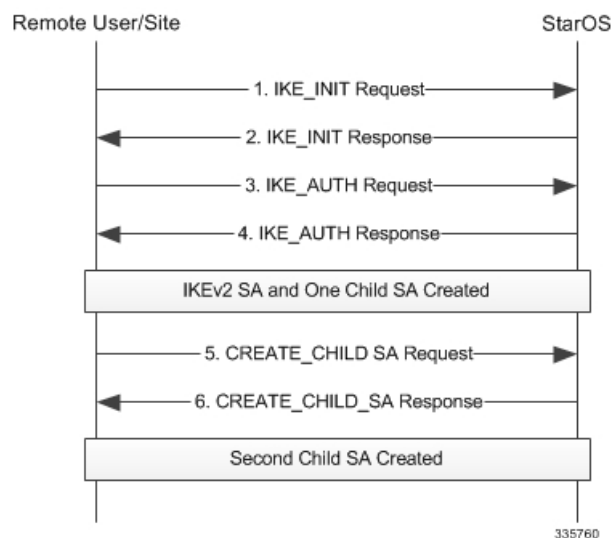 Remote User/Site
StarOS
1. IKE_INIT Request
2. IKE_INIT Response
3. IKE_AUTH Request
4. IKE_AUTH Response
IKEv2 SA and One Child SA Created
5. CREATE_CHILD SA Request
6. CREATE_CHILD_SA Response
Second Child SA Created
335760